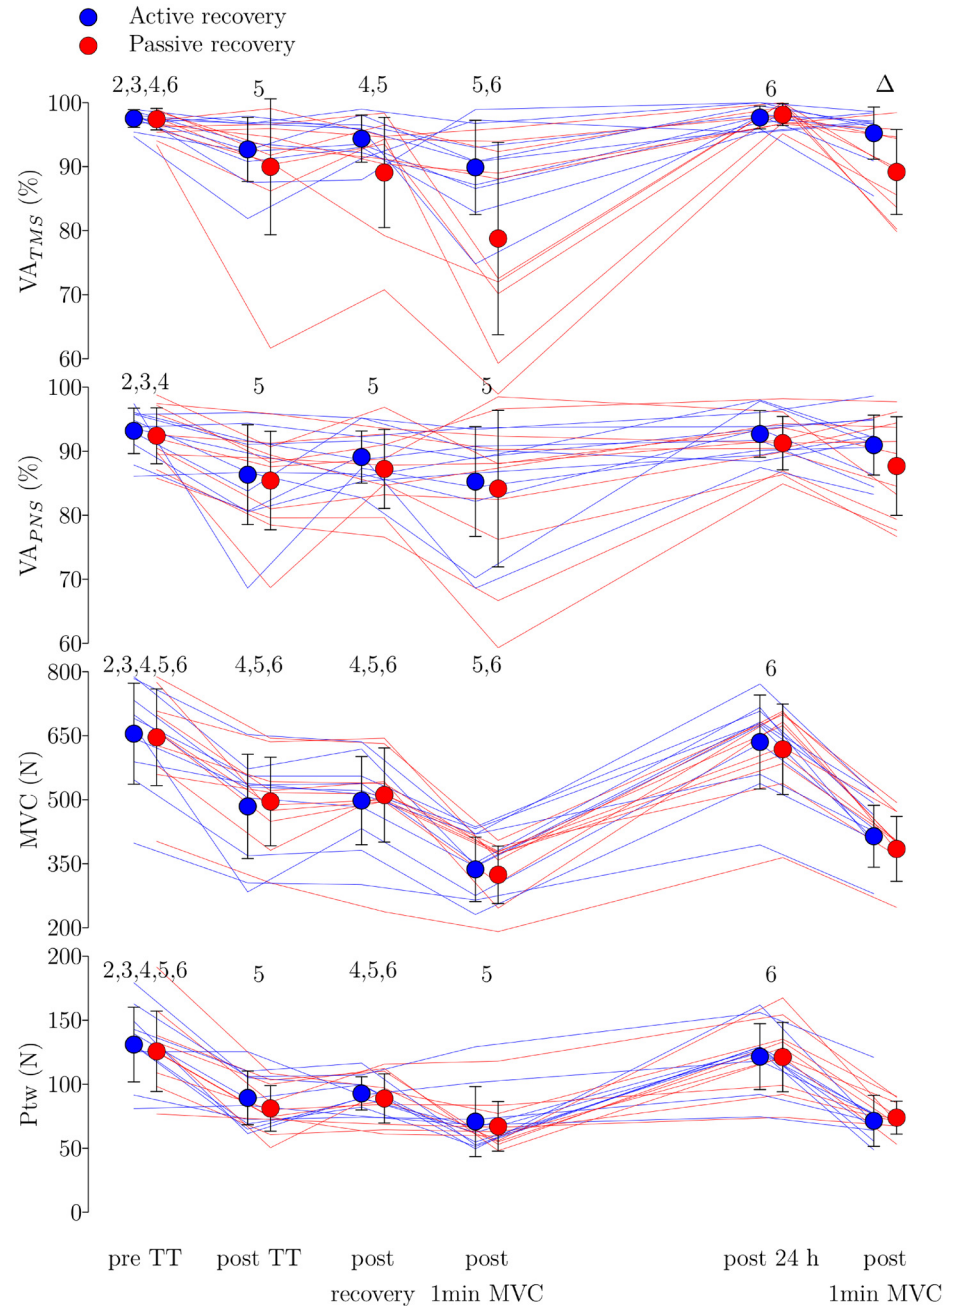 Active recovery
Passive recovery
2,3,4,6 5 4,5 5,6 6 Δ
100
90
80
70
60
VA_TMS (%)
2,3,4 5 5 5
100
90
80
70
60
VA_PNS (%)
2,3,4,5,6 4,5,6 4,5,6 5,6 6
800
650
500
350
200
MVC (N)
2,3,4,5,6 5 4,5,6 5 6
200
150
100
50
0
Ptw (N)
pre TT post TT post post post 24 h post
recovery 1min MVC 1min MVC